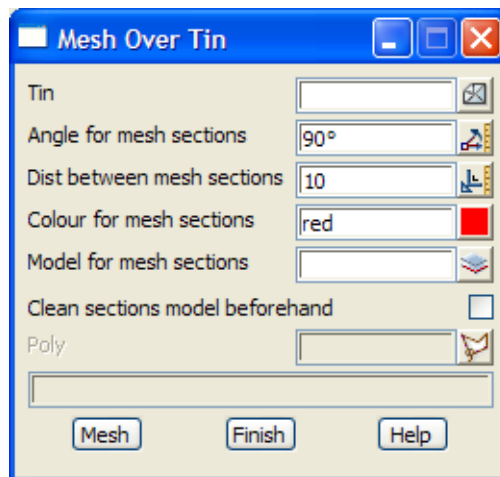 Mesh Over Tin
Tin
Angle for mesh sections 90°
Dist between mesh sections 10
Colour for mesh sections red
Model for mesh sections
Clean sections model beforehand
Poly
Mesh Finish Help